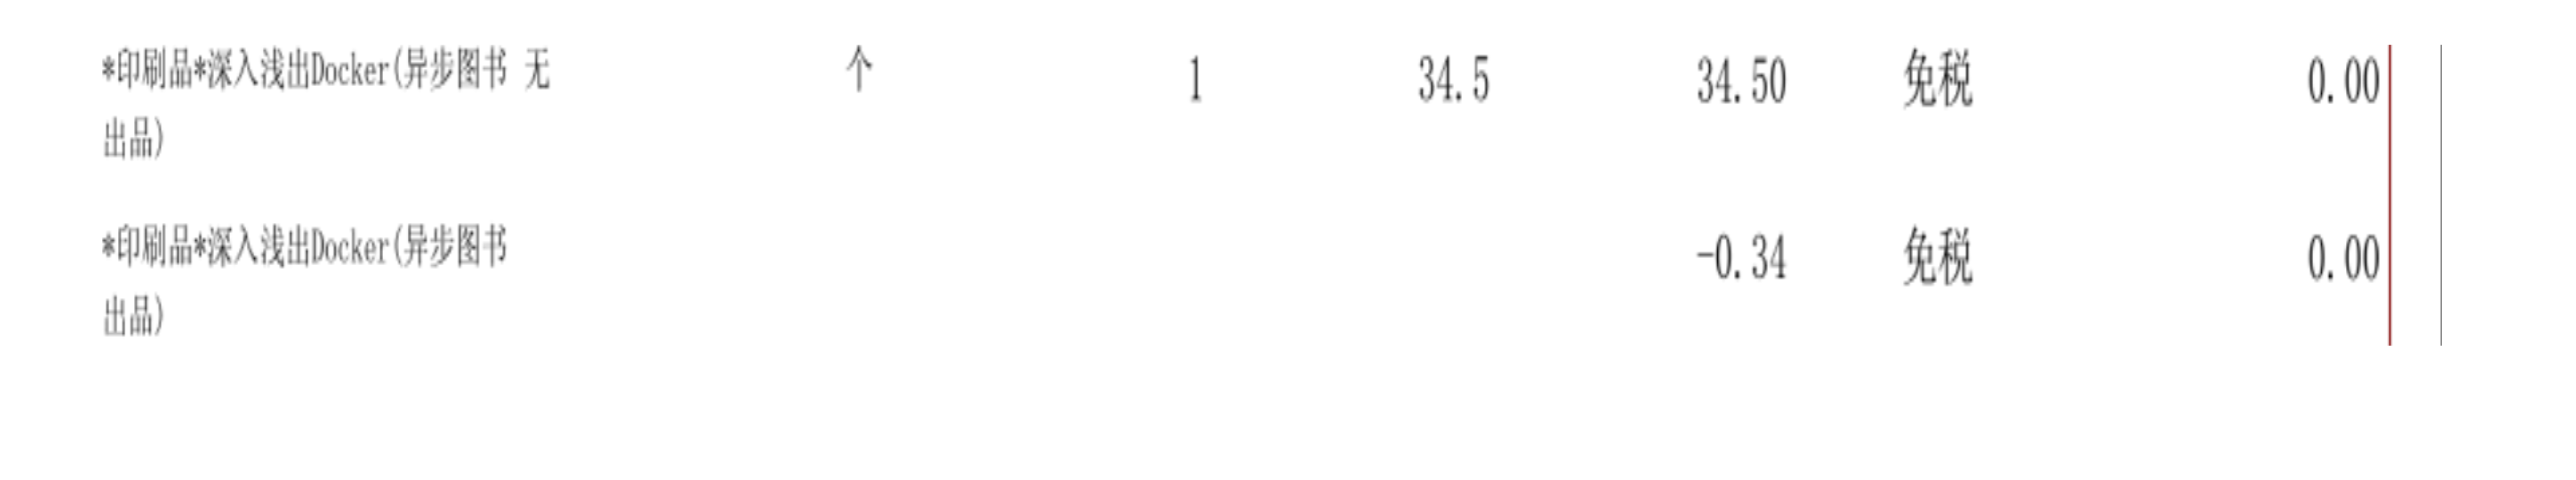 *印刷品*深入浅出Docker(异步图书 无 个 1 34.5 34.50 免税 0.00
出品)
*印刷品*深入浅出Docker(异步图书 -0.34 免税 0.00
出品)